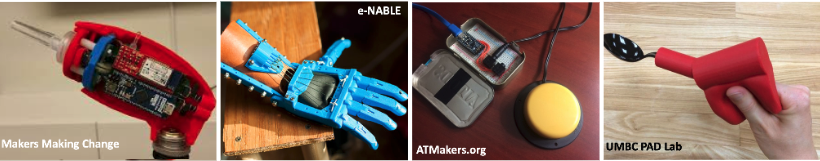 Makers Making Change
e-NABLE
ATMakers.org
UMBC PAD Lab